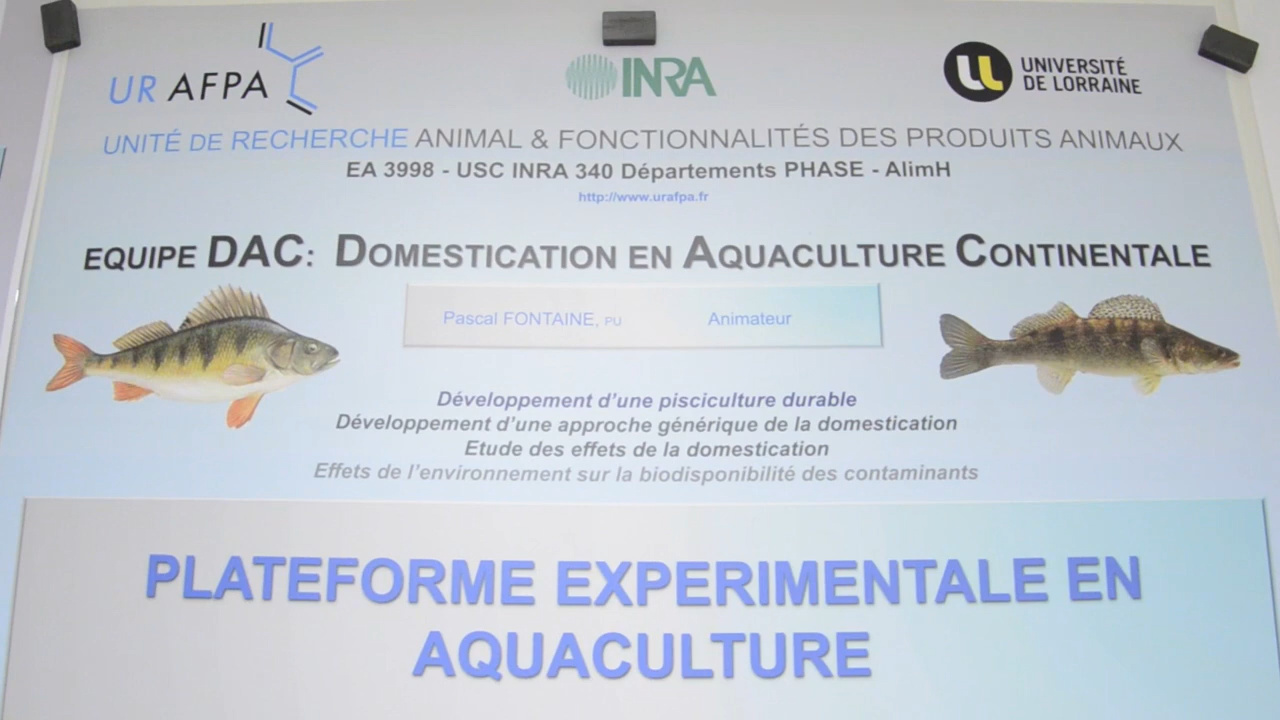 UR AFPA
INRA
UNIVERSITÉ
DE LORRAINE
UNITÉ DE RECHERCHE ANIMAL & FONCTIONNALITÉS DES PRODUITS ANIMAUX
EA 3998 - USC INRA 340 Départements PHASE - AlimH
http://www.urafpa.fr
EQUIPE DAC: DOMESTICATION EN AQUACULTURE CONTINENTALE
Pascal FONTAINE, PU Animateur
Développement d'une pisciculture durable
Développement d'une approche générique de la domestication
Etude des effets de la domestication
Effets de l'environnement sur la biodisponibilité des contaminants
PLATEFORME EXPERIMENTALE EN
AQUACULTURE